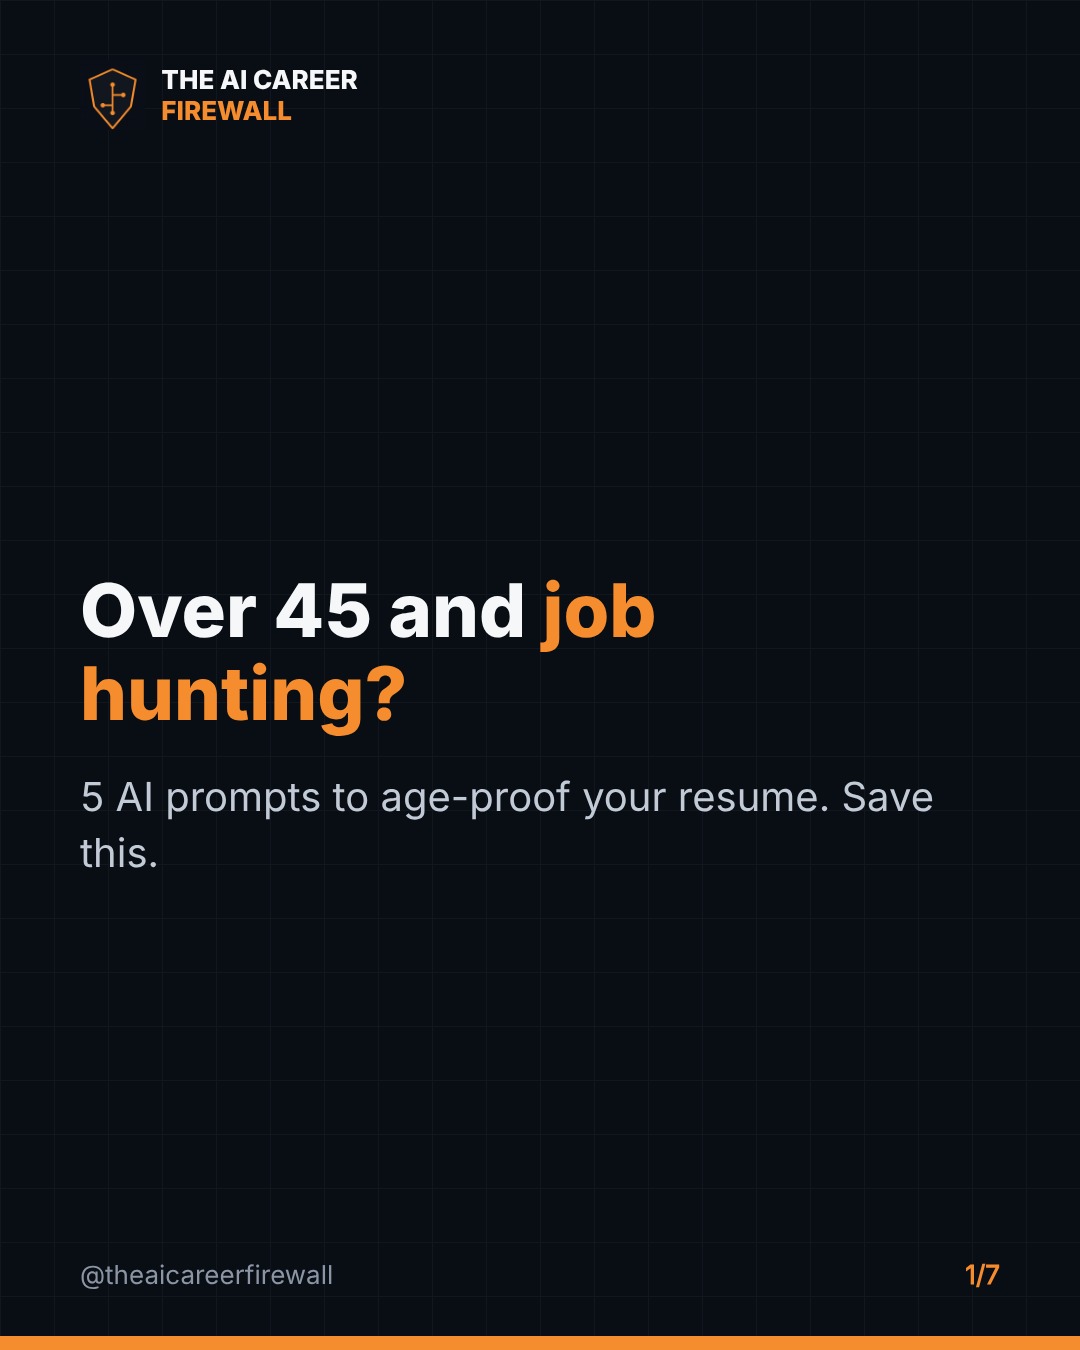 THE AI CAREER
FIREWALL
Over 45 and job
hunting?
5 AI prompts to age-proof your resume. Save
this.
@theaicareerfirewall
1/7